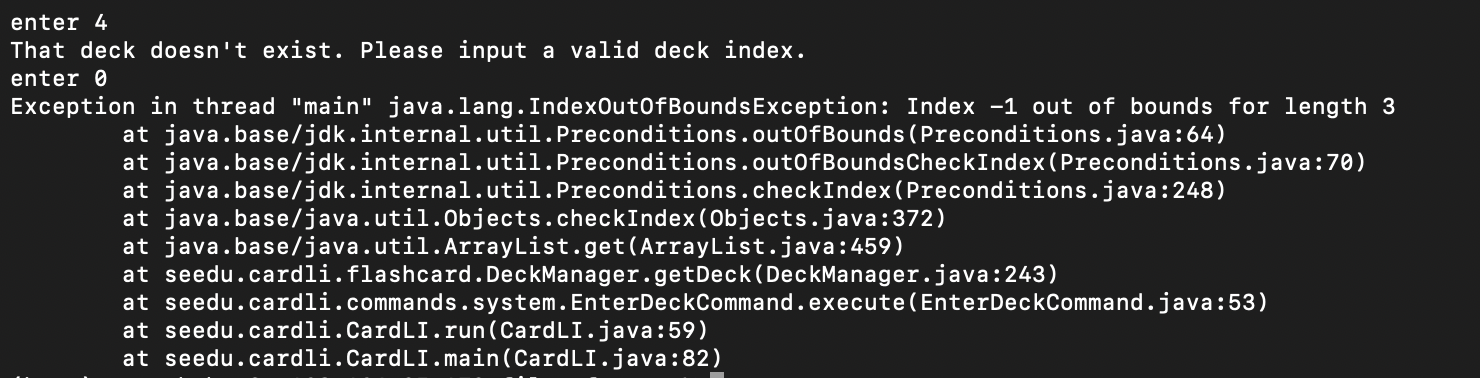 enter 4
That deck doesn't exist. Please input a valid deck index.
enter 0
Exception in thread "main" java.lang.IndexOutOfBoundsException: Index -1 out of bounds for length 3
        at java.base/jdk.internal.util.Preconditions.outOfBounds(Preconditions.java:64)
        at java.base/jdk.internal.util.Preconditions.outOfBoundsCheckIndex(Preconditions.java:70)
        at java.base/jdk.internal.util.Preconditions.checkIndex(Preconditions.java:248)
        at java.base/java.util.Objects.checkIndex(Objects.java:372)
        at java.base/java.util.ArrayList.get(ArrayList.java:459)
        at seedu.cardli.flashcard.DeckManager.getDeck(DeckManager.java:243)
        at seedu.cardli.commands.system.EnterDeckCommand.execute(EnterDeckCommand.java:53)
        at seedu.cardli.CardLI.run(CardLI.java:59)
        at seedu.cardli.CardLI.main(CardLI.java:82)